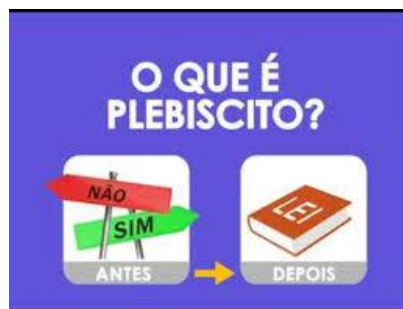 O QUE É
PLEBISCITO?
NÃO
SIM
LEI
ANTES
DEPOIS